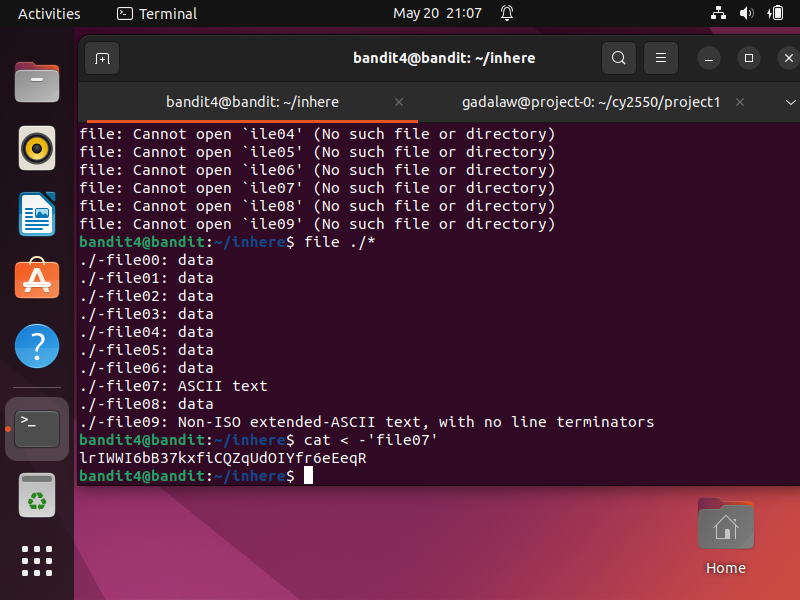 Activities
Terminal
May 20 21:07
bandit4@bandit: ~/inhere
bandit4@bandit: ~/inhere
gadalaw@project-0: ~/cy2550/project1
file: Cannot open `ile04' (No such file or directory)
file: Cannot open `ile05' (No such file or directory)
file: Cannot open `ile06' (No such file or directory)
file: Cannot open `ile07' (No such file or directory)
file: Cannot open `ile08' (No such file or directory)
file: Cannot open `ile09' (No such file or directory)
bandit4@bandit:~/inhere$ file ./*
./-file00: data
./-file01: data
./-file02: data
./-file03: data
./-file04: data
./-file05: data
./-file06: data
./-file07: ASCII text
./-file08: data
./-file09: Non-ISO extended-ASCII text, with no line terminators
bandit4@bandit:~/inhere$ cat < -'file07'
lrIWWI6bB37kxfiCQZqUdOIYfr6eEeqR
bandit4@bandit:~/inhere$
Home